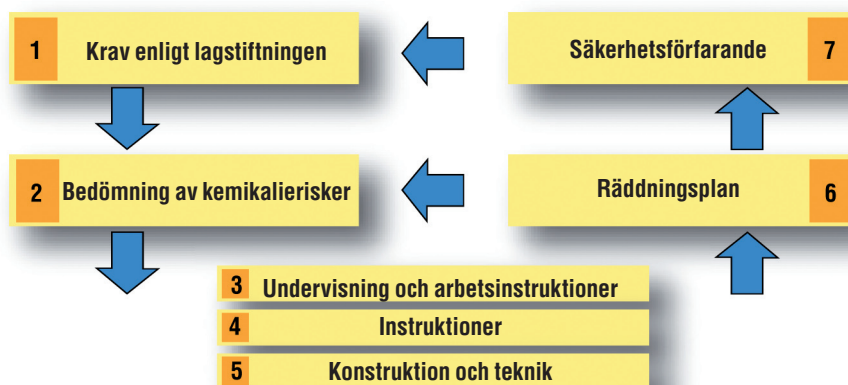 1 Krav enligt lagstiftningen
Säkerhetsförfarande 7
2 Bedömning av kemikalierisker
Räddningsplan 6
3 Undervisning och arbetsinstruktioner
4 Instruktioner
5 Konstruktion och teknik